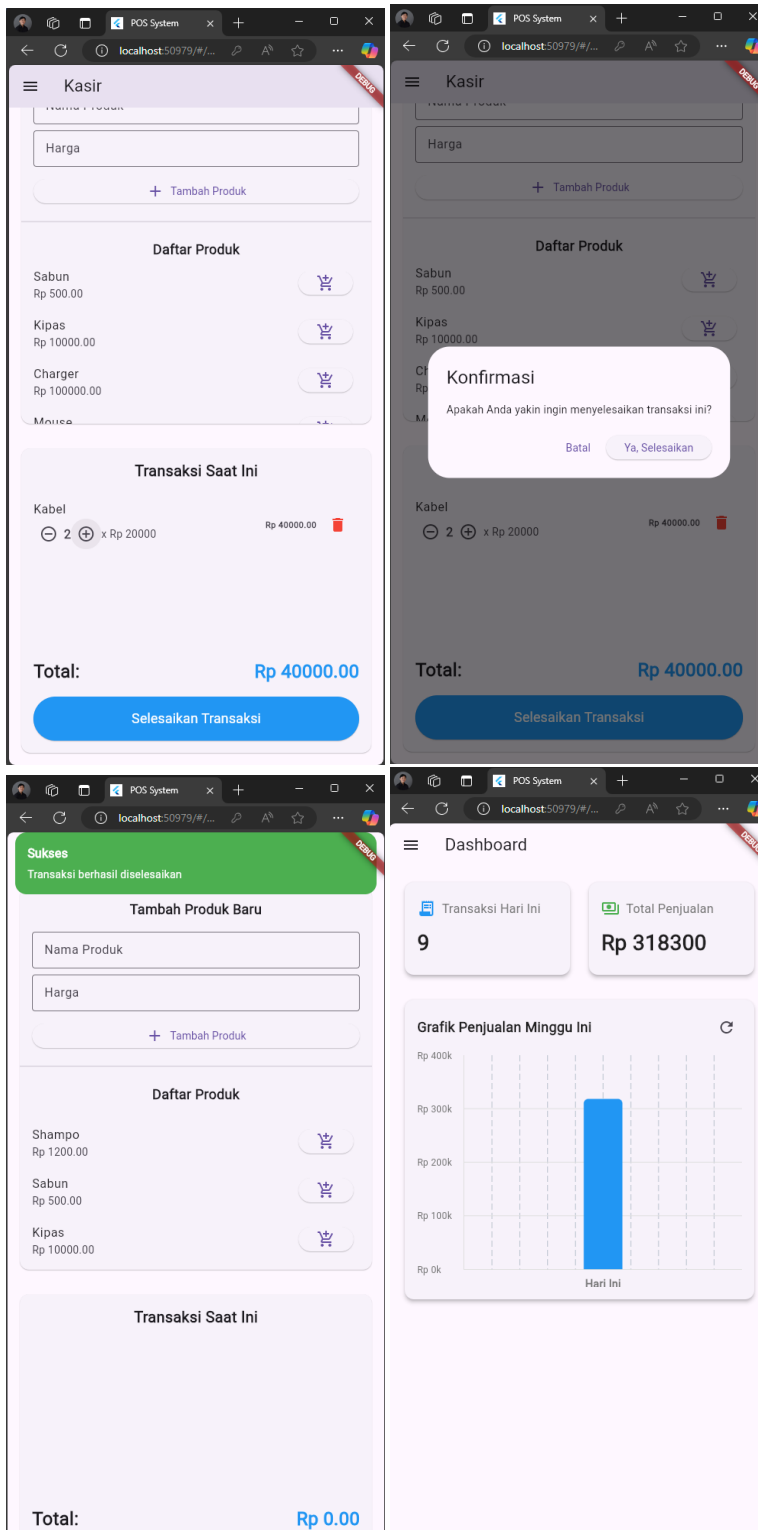 POS System
localhost:50979/#/...
DEBUG
Kasir
Nama Produk
Harga
+ Tambah Produk
Daftar Produk
Sabun
Rp 500.00
Kipas
Rp 10000.00
Charger
Rp 100000.00
Mouse
Transaksi Saat Ini
Kabel
2 x Rp 20000
Rp 40000.00
Total: Rp 40000.00
Selesaikan Transaksi
POS System
localhost:50979/#/...
DEBUG
Kasir
Nama Produk
Harga
+ Tambah Produk
Daftar Produk
Sabun
Rp 500.00
Kipas
Rp 10000.00
Konfirmasi
Apakah Anda yakin ingin menyelesaikan transaksi ini?
Batal Ya, Selesaikan
Kabel
2 x Rp 20000
Rp 40000.00
Total: Rp 40000.00
Selesaikan Transaksi
POS System
localhost:50979/#/...
DEBUG
Sukses
Transaksi berhasil diselesaikan
Tambah Produk Baru
Nama Produk
Harga
+ Tambah Produk
Daftar Produk
Shampo
Rp 1200.00
Sabun
Rp 500.00
Kipas
Rp 10000.00
Transaksi Saat Ini
Total: Rp 0.00
POS System
localhost:50979/#/...
DEBUG
Dashboard
Transaksi Hari Ini
9
Total Penjualan
Rp 318300
Grafik Penjualan Minggu Ini
Rp 400k
Rp 300k
Rp 200k
Rp 100k
Rp 0k
Hari Ini